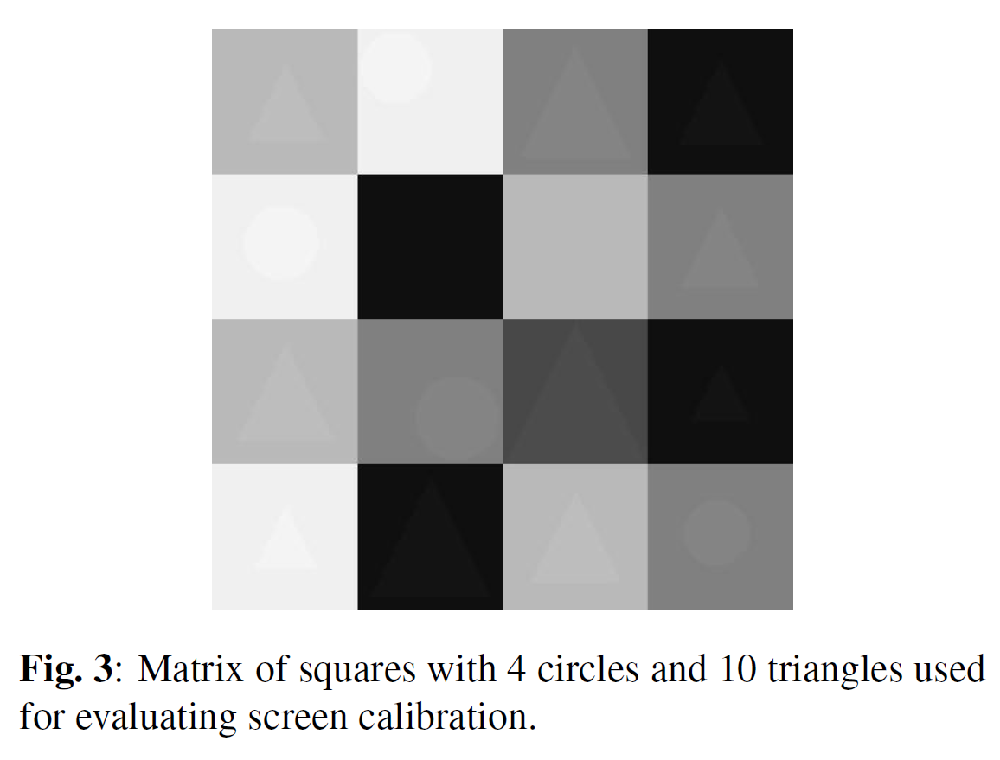 Fig. 3: Matrix of squares with 4 circles and 10 triangles used
for evaluating screen calibration.